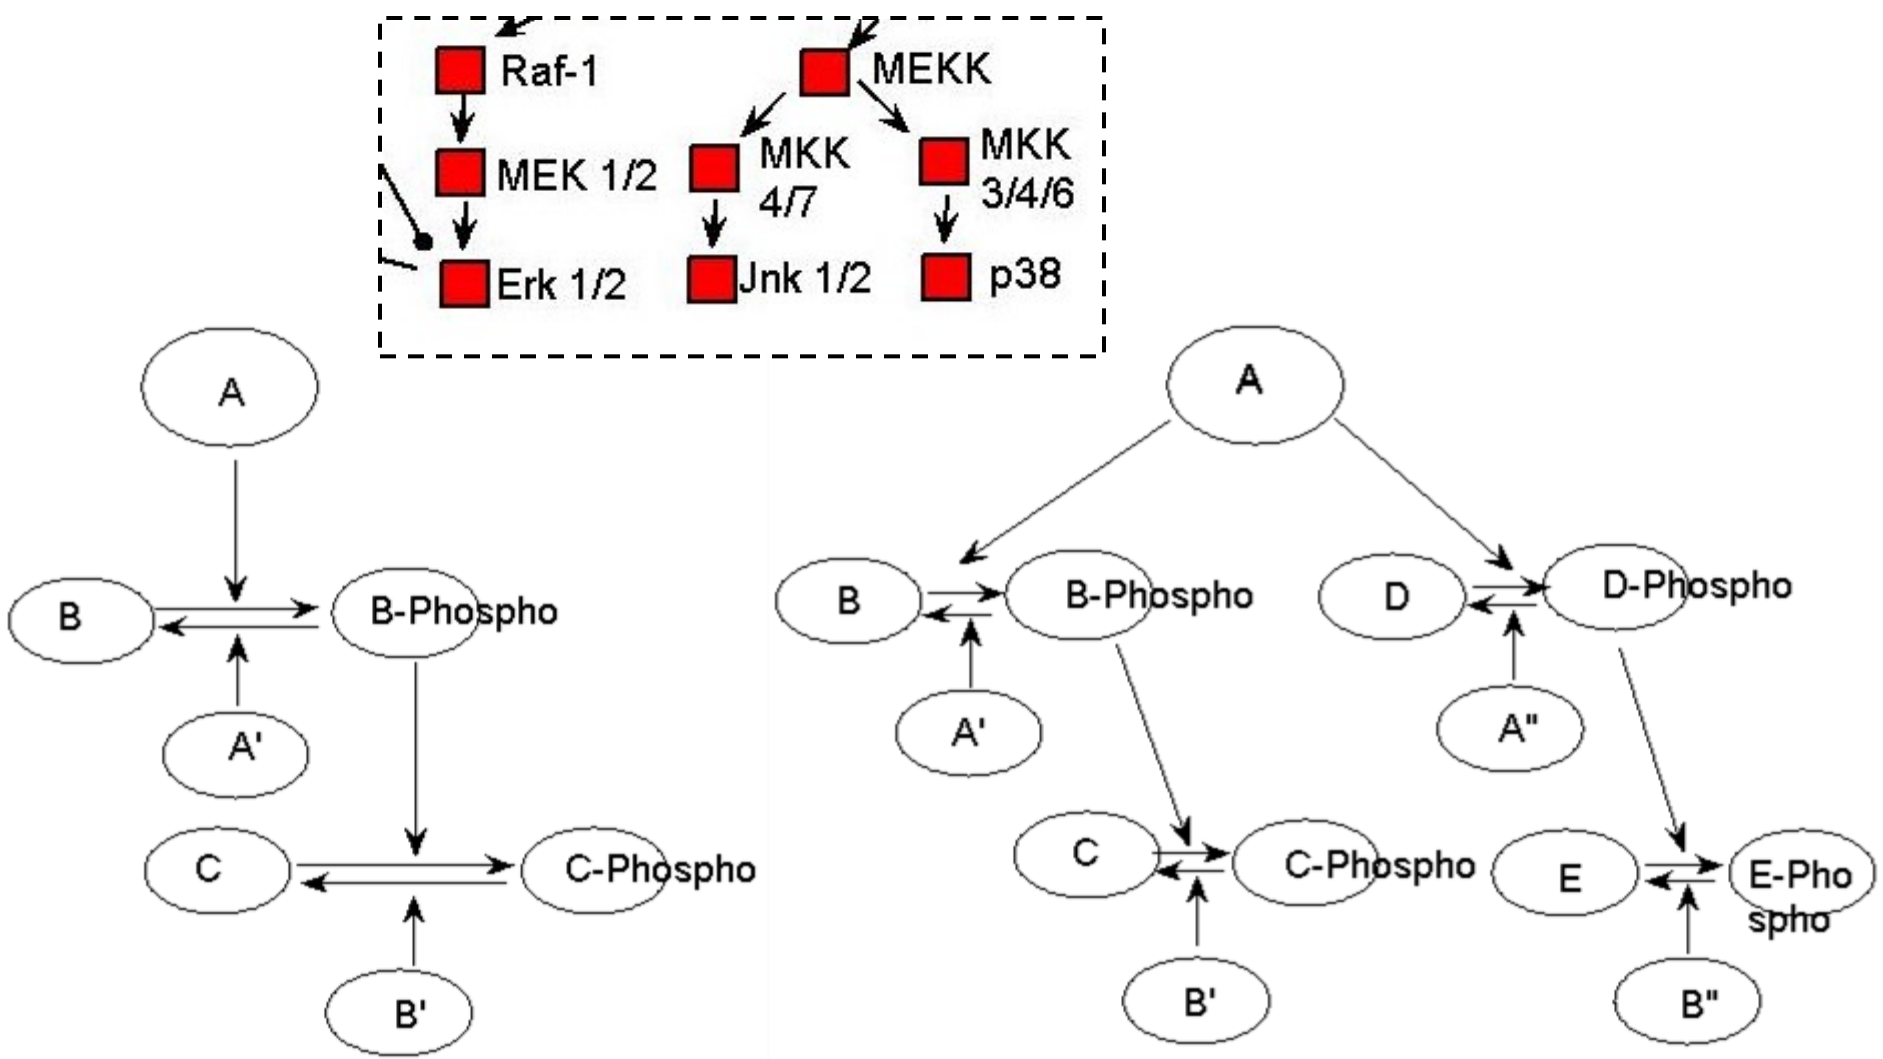 Raf-1
MEKK
MEK 1/2
MKK
4/7
MKK
3/4/6
Erk 1/2
Jnk 1/2
p38
A
B
B-Phospho
A'
C
C-Phospho
B'
A
B
B-Phospho
D
D-Phospho
A'
A"
C
C-Phospho
E
E-Pho
spho
B'
B"